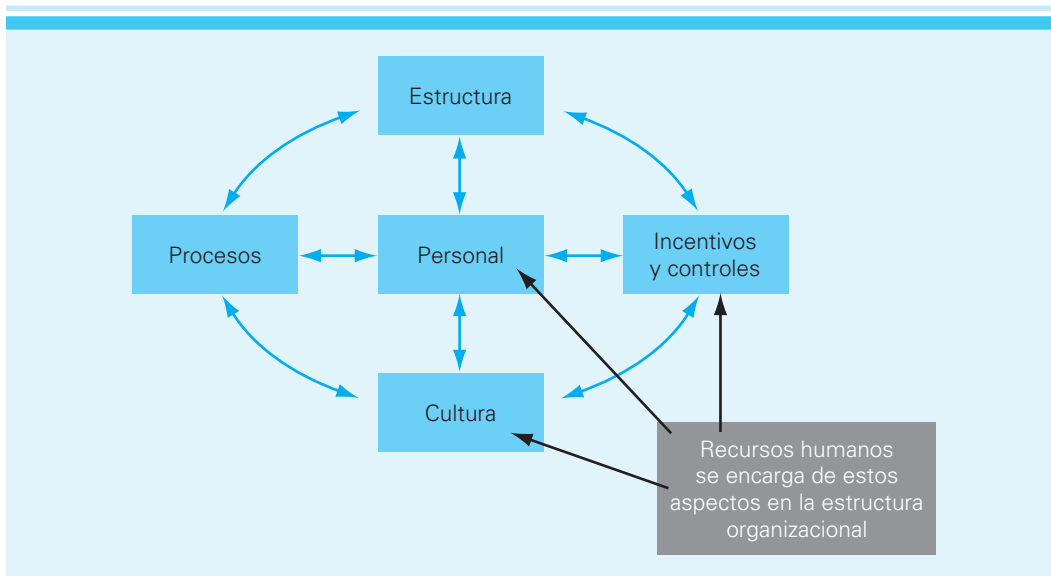 Estructura
Procesos
Personal
Incentivos
y controles
Cultura
Recursos humanos
se encarga de estos
aspectos en la estructura
organizacional